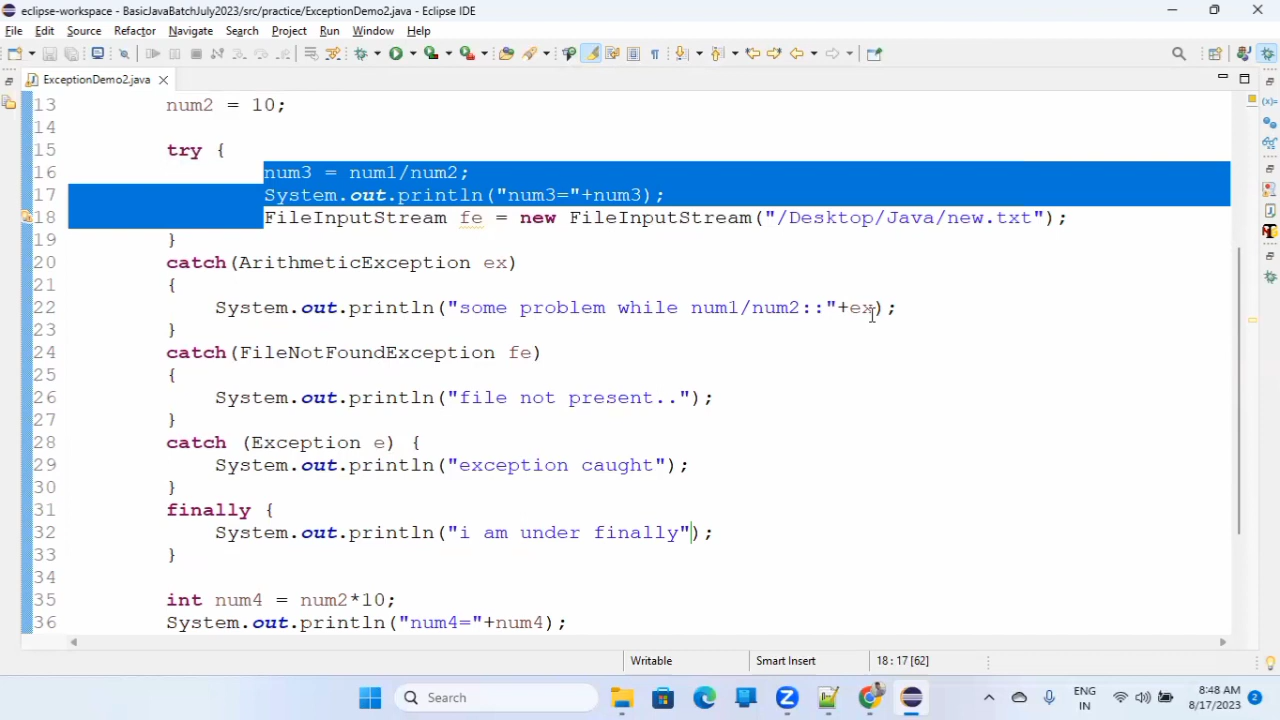 eclipse-workspace - BasicJavaBatchJuly2023/src/practice/ExceptionDemo2.java - Eclipse IDE
File Edit Source Refactor Navigate Search Project Run Window Help
ExceptionDemo2.java
13 num2 = 10;
14
15 try {
16 num3 = num1/num2;
17 System.out.println("num3="+num3);
18 FileInputStream fe = new FileInputStream("/Desktop/Java/new.txt");
19 }
20 catch(ArithmeticException ex)
21 {
22 System.out.println("some problem while num1/num2::"+ex);
23 }
24 catch(FileNotFoundException fe)
25 {
26 System.out.println("file not present..");
27 }
28 catch (Exception e) {
29 System.out.println("exception caught");
30 }
31 finally {
32 System.out.println("i am under finally");
33 }
34
35 int num4 = num2*10;
36 System.out.println("num4="+num4);
Writable Smart Insert 18 : 17 [62]
Search
ENG
IN
8:48 AM
8/17/2023
2